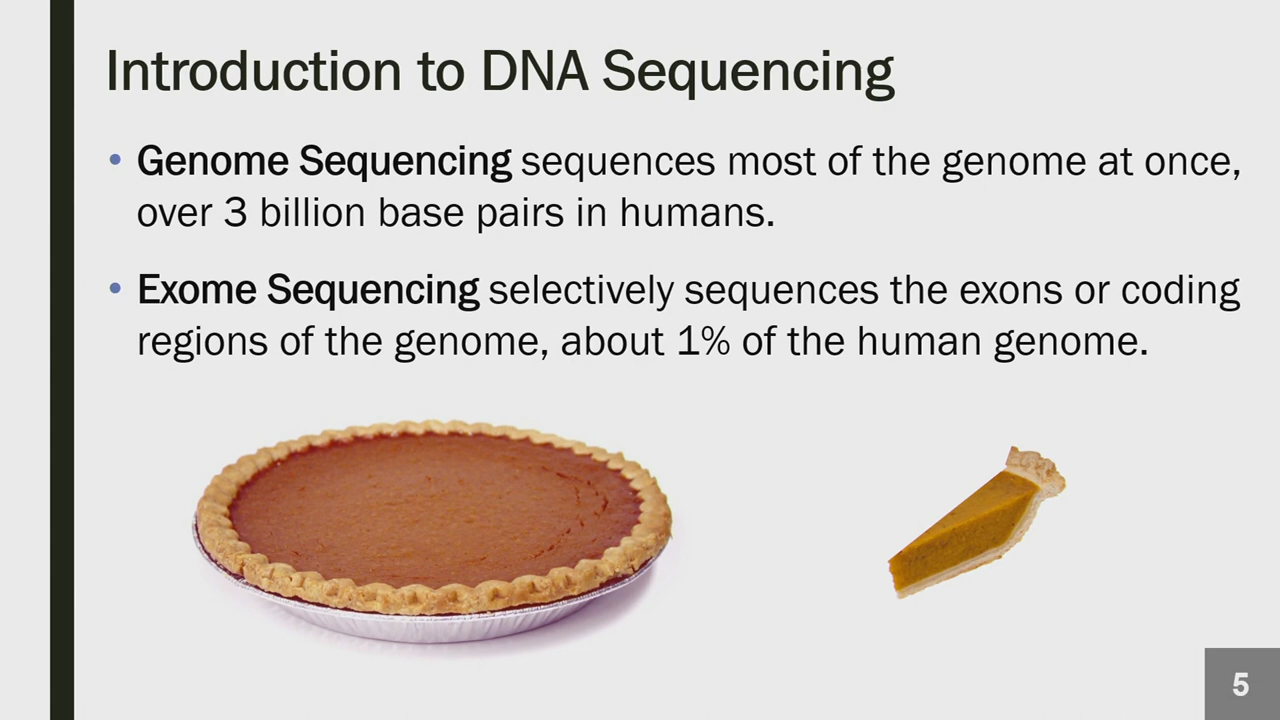 Introduction to DNA Sequencing
• Genome Sequencing sequences most of the genome at once,
over 3 billion base pairs in humans.
• Exome Sequencing selectively sequences the exons or coding
regions of the genome, about 1% of the human genome.
5